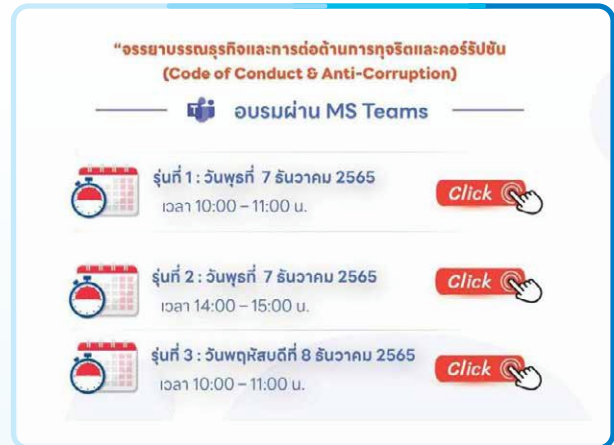 “จรรยาบรรณธุรกิจและการต่อต้านการทุจริตและคอร์รัปชัน
(Code of Conduct & Anti-Corruption)
อบรมผ่าน MS Teams
รุ่นที่ 1 : วันพุธที่ 7 ธันวาคม 2565
Click
เวลา 10:00 – 11:00 น.
รุ่นที่ 2 : วันพุธที่ 7 ธันวาคม 2565
Click
เวลา 14:00 – 15:00 น.
รุ่นที่ 3 : วันพฤหัสบดีที่ 8 ธันวาคม 2565
Click
เวลา 10:00 – 11:00 น.